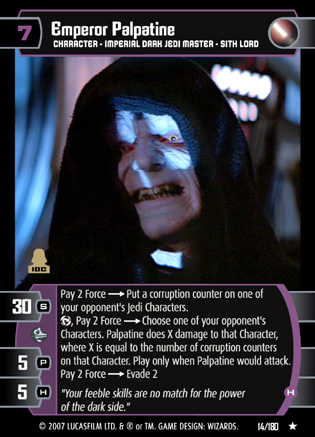 7
Emperor Palpatine
CHARACTER • IMPERIAL DARK JEDI MASTER • SITH LORD
IDC
30 S
5 P
5 H
Pay 2 Force → Put a corruption counter on one of
your opponent's Jedi Characters.
, Pay 2 Force → Choose one of your opponent's
Characters. Palpatine does X damage to that Character,
where X is equal to the number of corruption counters
on that Character. Play only when Palpatine would attack.
Pay 2 Force → Evade 2
"Your feeble skills are no match for the power
of the dark side."
H
© 2007 LUCASFILM LTD. & ® or TM. GAME DESIGN: WIZARDS.
14/180 ★